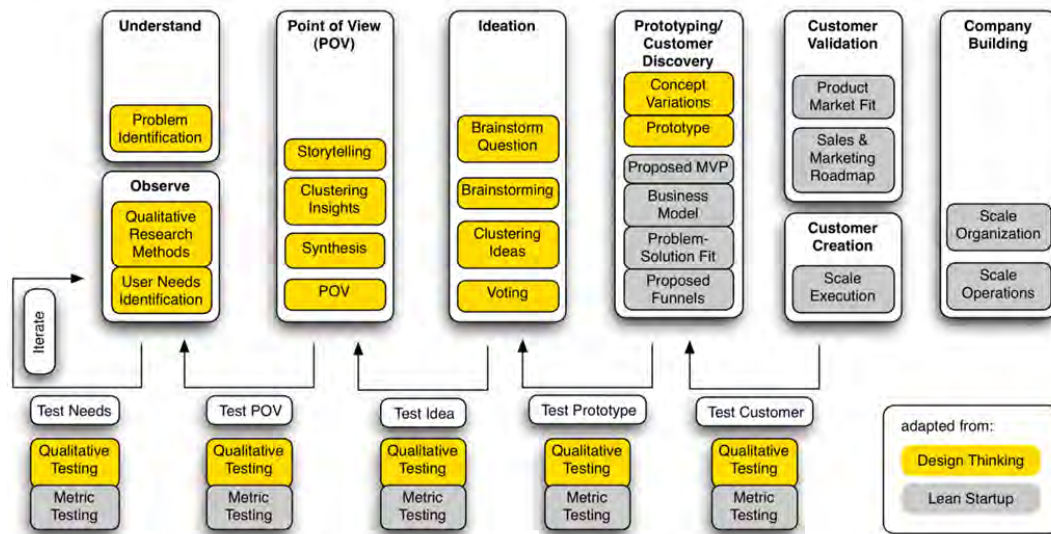 Understand
Problem
Identification
Observe
Qualitative
Research
Methods
User Needs
Identification
Point of View
(POV)
Storytelling
Clustering
Insights
Synthesis
POV
Ideation
Brainstorm
Question
Brainstorming
Clustering
Ideas
Voting
Prototyping/
Customer
Discovery
Concept
Variations
Prototype
Proposed MVP
Business
Model
Problem-
Solution Fit
Proposed
Funnels
Customer
Validation
Product
Market Fit
Sales &
Marketing
Roadmap
Customer
Creation
Scale
Execution
Company
Building
Scale
Organization
Scale
Operations
Iterate
Test Needs
Qualitative
Testing
Metric
Testing
Test POV
Qualitative
Testing
Metric
Testing
Test Idea
Qualitative
Testing
Metric
Testing
Test Prototype
Qualitative
Testing
Metric
Testing
Test Customer
Qualitative
Testing
Metric
Testing
adapted from:
Design Thinking
Lean Startup